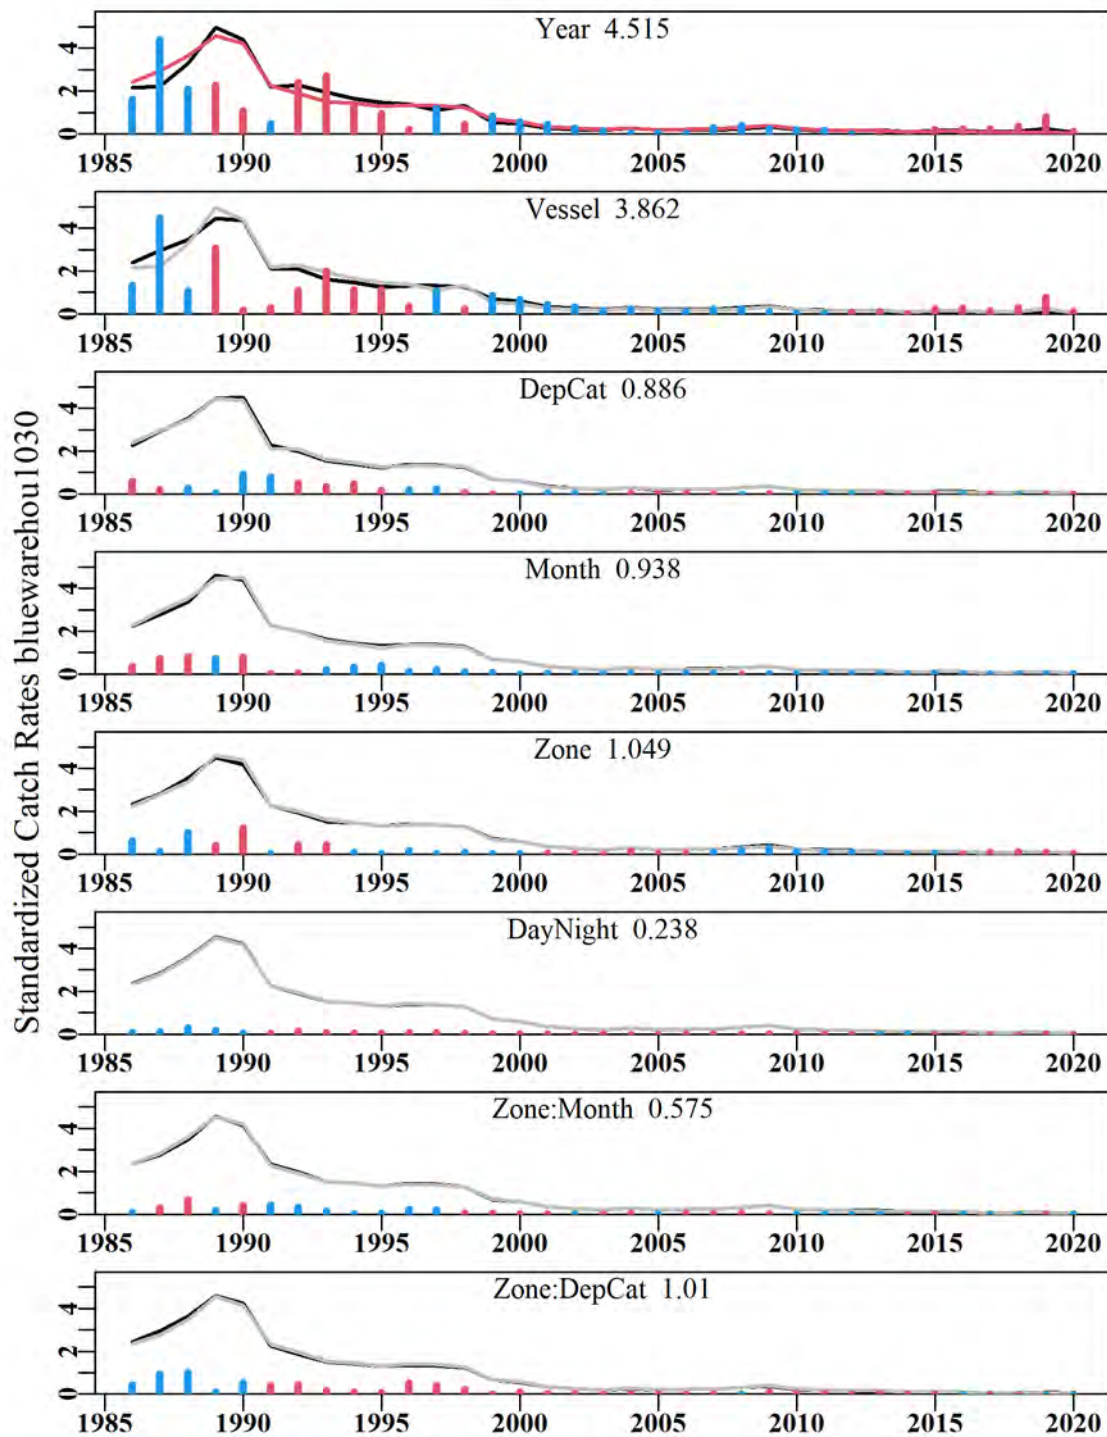 Standardized Catch Rates bluewarehou1030
Year 4.515
0 2 4
1985 1990 1995 2000 2005 2010 2015 2020
Vessel 3.862
0 2 4
1985 1990 1995 2000 2005 2010 2015 2020
DepCat 0.886
0 2 4
1985 1990 1995 2000 2005 2010 2015 2020
Month 0.938
0 2 4
1985 1990 1995 2000 2005 2010 2015 2020
Zone 1.049
0 2 4
1985 1990 1995 2000 2005 2010 2015 2020
DayNight 0.238
0 2 4
1985 1990 1995 2000 2005 2010 2015 2020
Zone:Month 0.575
0 2 4
1985 1990 1995 2000 2005 2010 2015 2020
Zone:DepCat 1.01
0 2 4
1985 1990 1995 2000 2005 2010 2015 2020